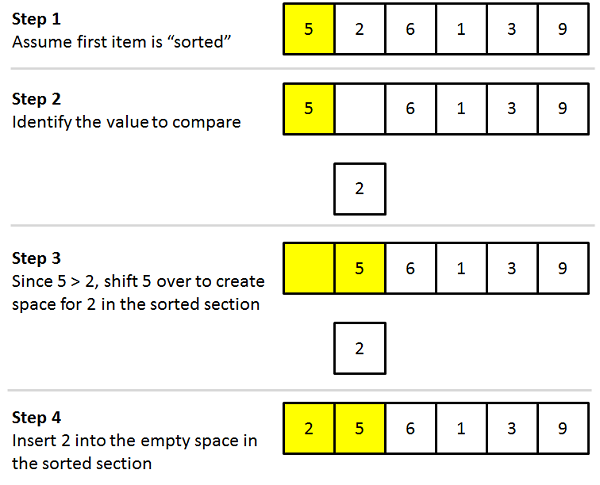 Step 1
Assume first item is “sorted”
5 2 6 1 3 9
Step 2
Identify the value to compare
5 6 1 3 9
2
Step 3
Since 5 > 2, shift 5 over to create
space for 2 in the sorted section
5 6 1 3 9
2
Step 4
Insert 2 into the empty space in
the sorted section
2 5 6 1 3 9